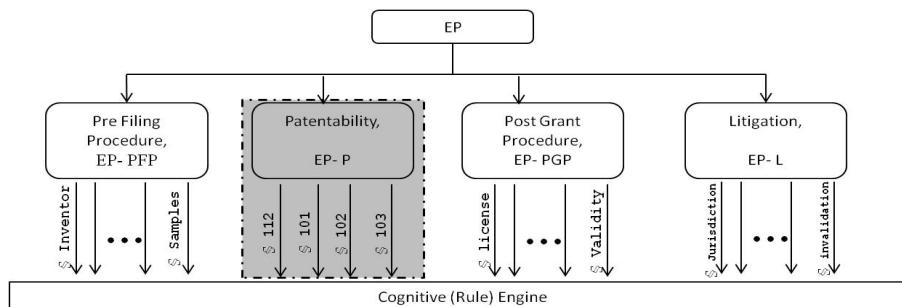 EP
Pre Filing
Procedure,
EP- PFP
Patentability,
EP- P
Post Grant
Procedure,
EP- PGP
Litigation,
EP- L
§ Inventor
•••
§ Samples
§ 112
§ 101
§ 102
§ 103
§ license
•••
§ Validity
§ Jurisdiction
•••
§ invalidation
Cognitive (Rule) Engine